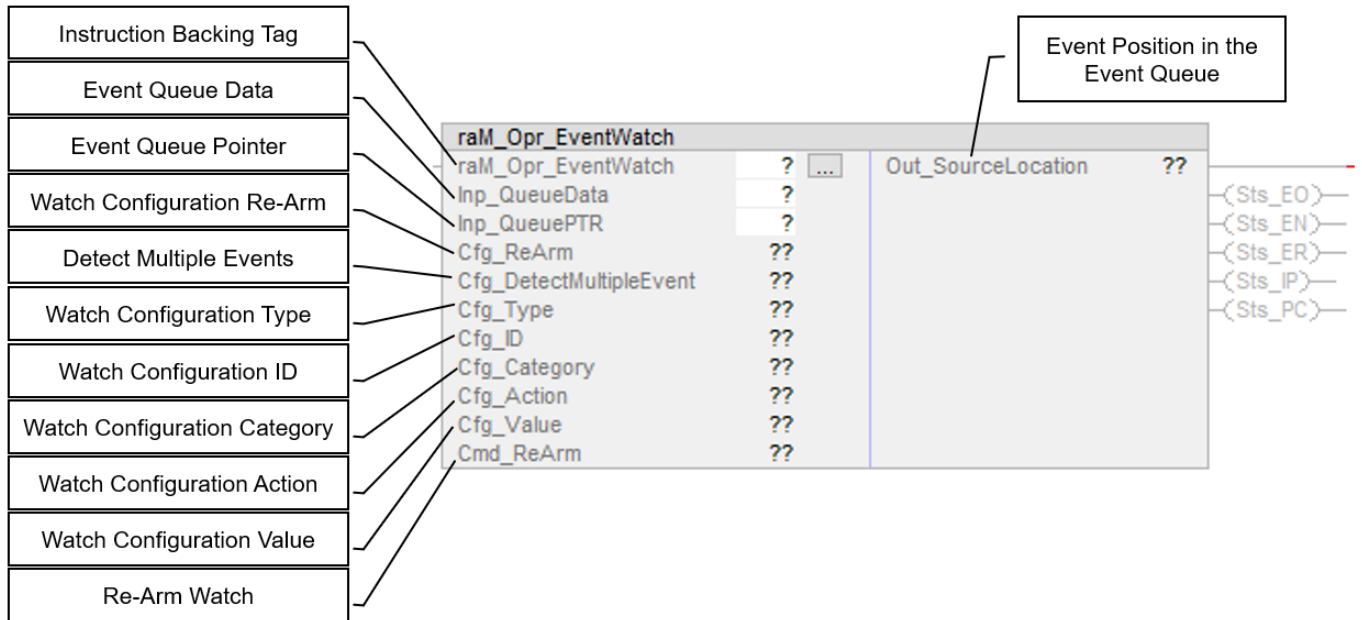 Instruction Backing Tag
Event Queue Data
Event Queue Pointer
Watch Configuration Re-Arm
Detect Multiple Events
Watch Configuration Type
Watch Configuration ID
Watch Configuration Category
Watch Configuration Action
Watch Configuration Value
Re-Arm Watch
Event Position in the
Event Queue
raM_Opr_EventWatch
raM_Opr_EventWatch ? ... Out_SourceLocation ??
Inp_QueueData ? (Sts_EO)
Inp_QueuePTR ? (Sts_EN)
Cfg_ReArm ?? (Sts_ER)
Cfg_DetectMultipleEvent ?? (Sts_IP)
Cfg_Type ?? (Sts_PC)
Cfg_ID ??
Cfg_Category ??
Cfg_Action ??
Cfg_Value ??
Cmd_ReArm ??